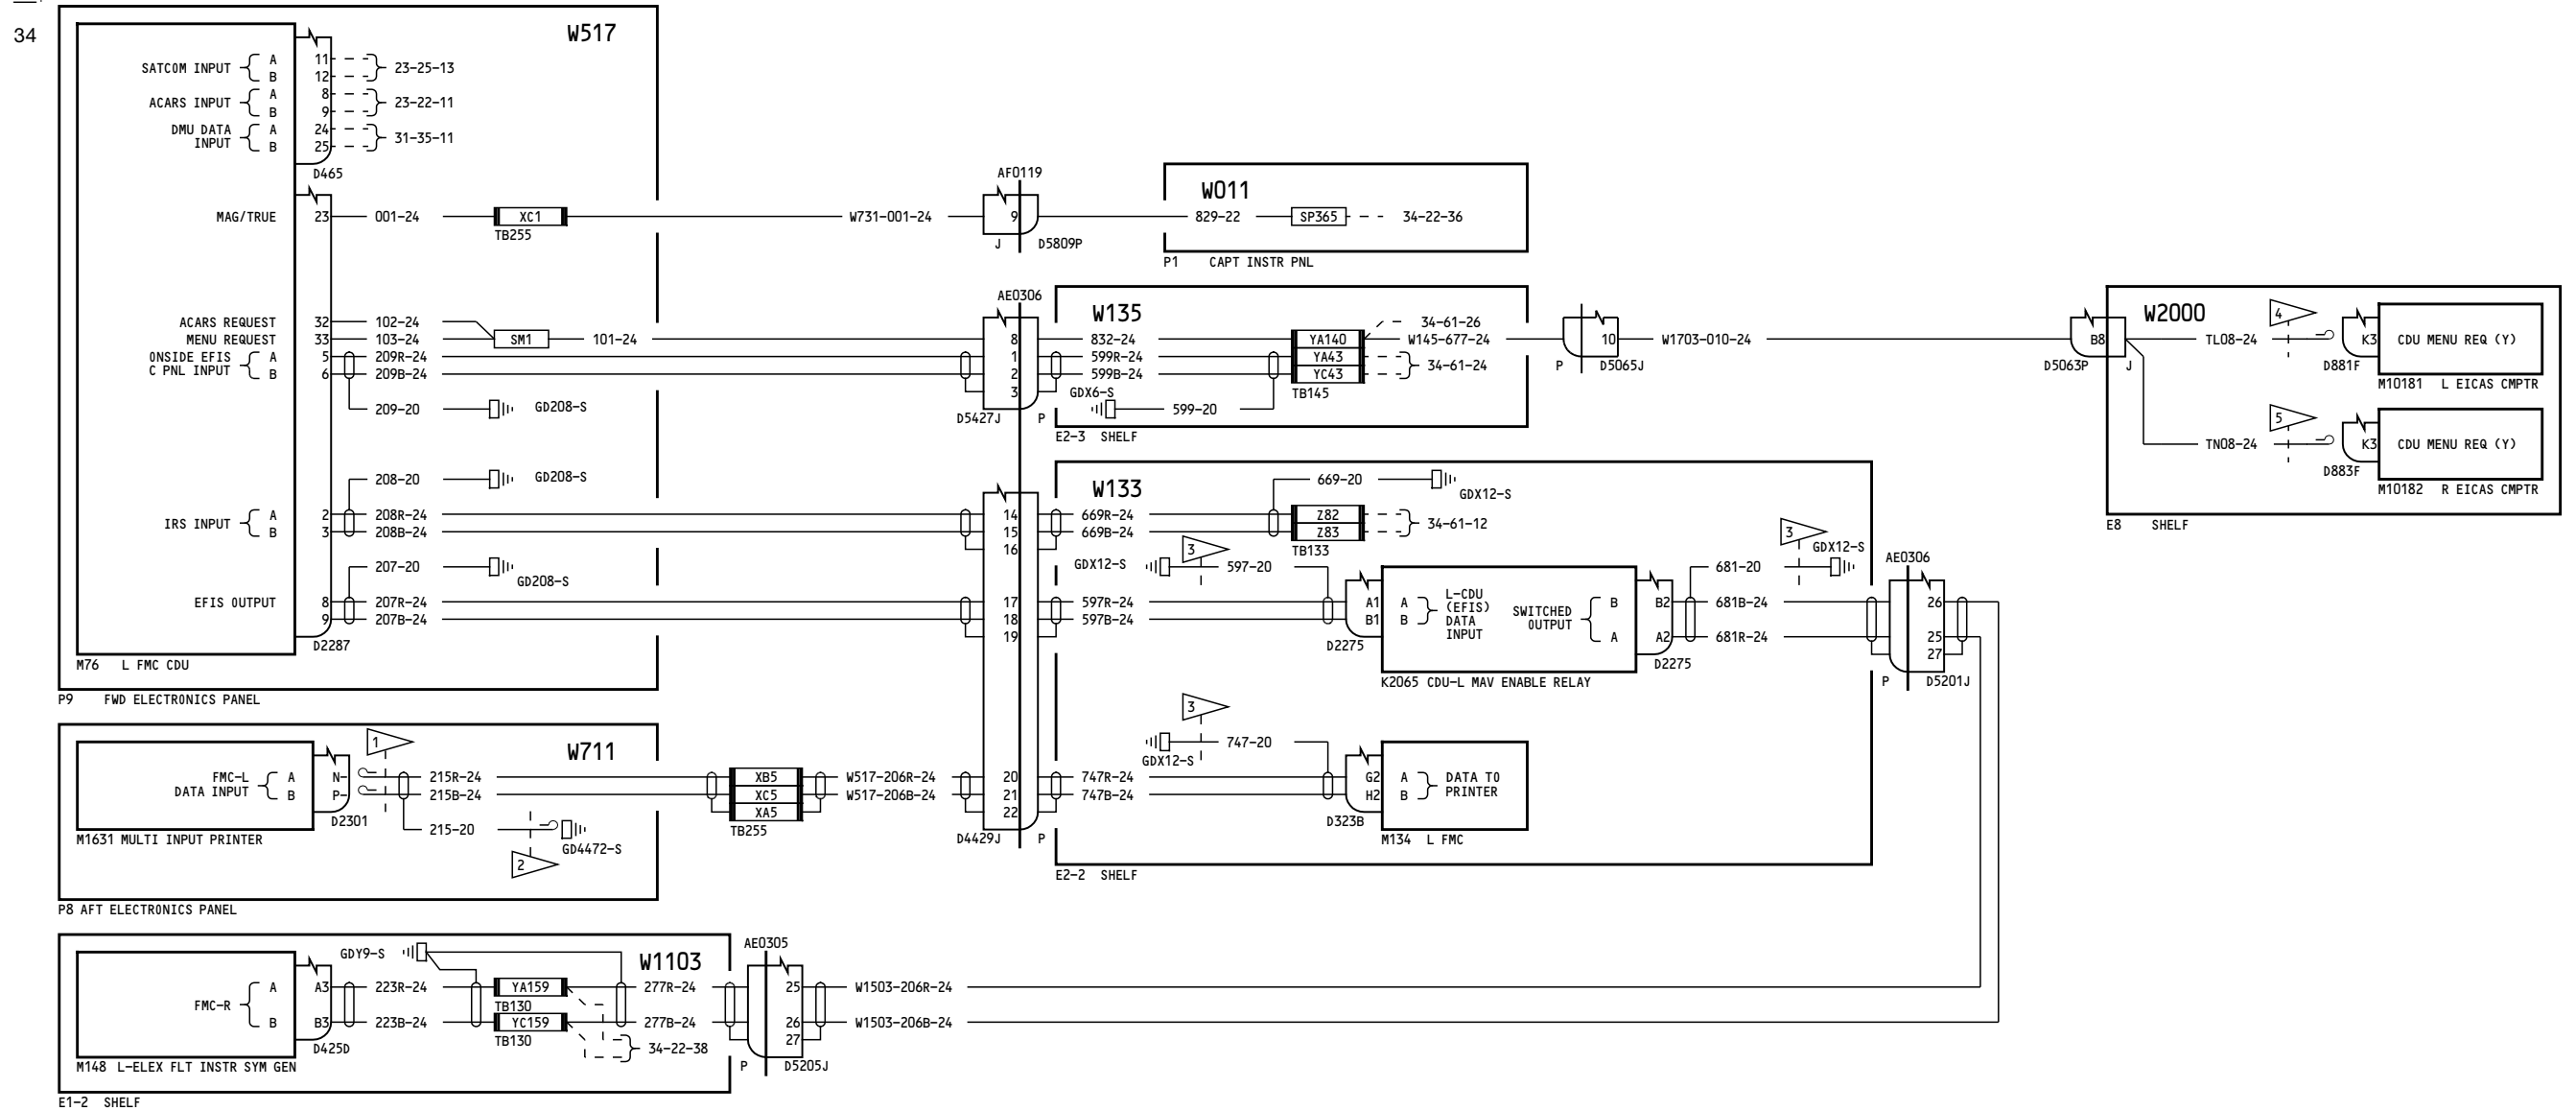 34
W517
SATCOM INPUT A 11 23-25-13
B 12
ACARS INPUT A 8 23-22-11
B 9
DMU DATA INPUT A 24 31-35-11
B 25
D465
MAG/TRUE 23 001-24 XC1 W731-001-24
TB255
AF0119
9
J D5809P
W011
829-22 SP365 34-22-36
P1 CAPT INSTR PNL
ACARS REQUEST 32 102-24
MENU REQUEST 33 103-24 SM1 101-24
ONSIDE EFIS C PNL INPUT A 5 209R-24
B 6 209B-24
209-20 GD208-S
208-20 GD208-S
IRS INPUT A 2 208R-24
B 3 208B-24
207-20 GD208-S
EFIS OUTPUT 8 207R-24
9 207B-24
D2287
M76 L FMC CDU
P9 FWD ELECTRONICS PANEL
AE0306
8
1
2
3
D5427J P
W135
832-24 YA140 34-61-26
W145-677-24
599R-24 YA43 34-61-24
599B-24 YC43
TB145
GDX6-S 599-20
E2-3 SHELF
10
P D5065J
W1703-010-24
B8
D5063P J
W2000
TL08-24 4 K3 CDU MENU REQ (Y)
D881F
M10181 L EICAS CMPTR
TN08-24 5 K3 CDU MENU REQ (Y)
D883F
M10182 R EICAS CMPTR
E8 SHELF
14
15
16
17
18
19
20
21
22
D4429J P
W133
669-20 GDX12-S
669R-24 Z82 34-61-12
669B-24 Z83
TB133
GDX12-S 3 597-20
597R-24 A1 A L-CDU (EFIS) DATA INPUT
597B-24 B1 B
D2275
SWITCHED OUTPUT B B2
A A2
D2275
K2065 CDU-L MAV ENABLE RELAY
681-20 3 GDX12-S
681B-24
681R-24
AE0306
26
25
27
P D5201J
3
747-20
GDX12-S
747R-24 G2 A DATA TO PRINTER
747B-24 H2 B
D323B
M134 L FMC
E2-2 SHELF
W711
1
FMC-L DATA INPUT A N- 215R-24
B P- 215B-24
D2301
215-20 GD4472-S
2
M1631 MULTI INPUT PRINTER
P8 AFT ELECTRONICS PANEL
XB5 W517-206R-24
XC5 W517-206B-24
XA5
TB255
W1103
GDY9-S
FMC-R A A3 223R-24 YA159 277R-24
TB130
B B3 223B-24 YC159 277B-24
D425D TB130 34-22-38
M148 L-ELEX FLT INSTR SYM GEN
E1-2 SHELF
AE0305
25 W1503-206R-24
26 W1503-206B-24
27
P D5205J